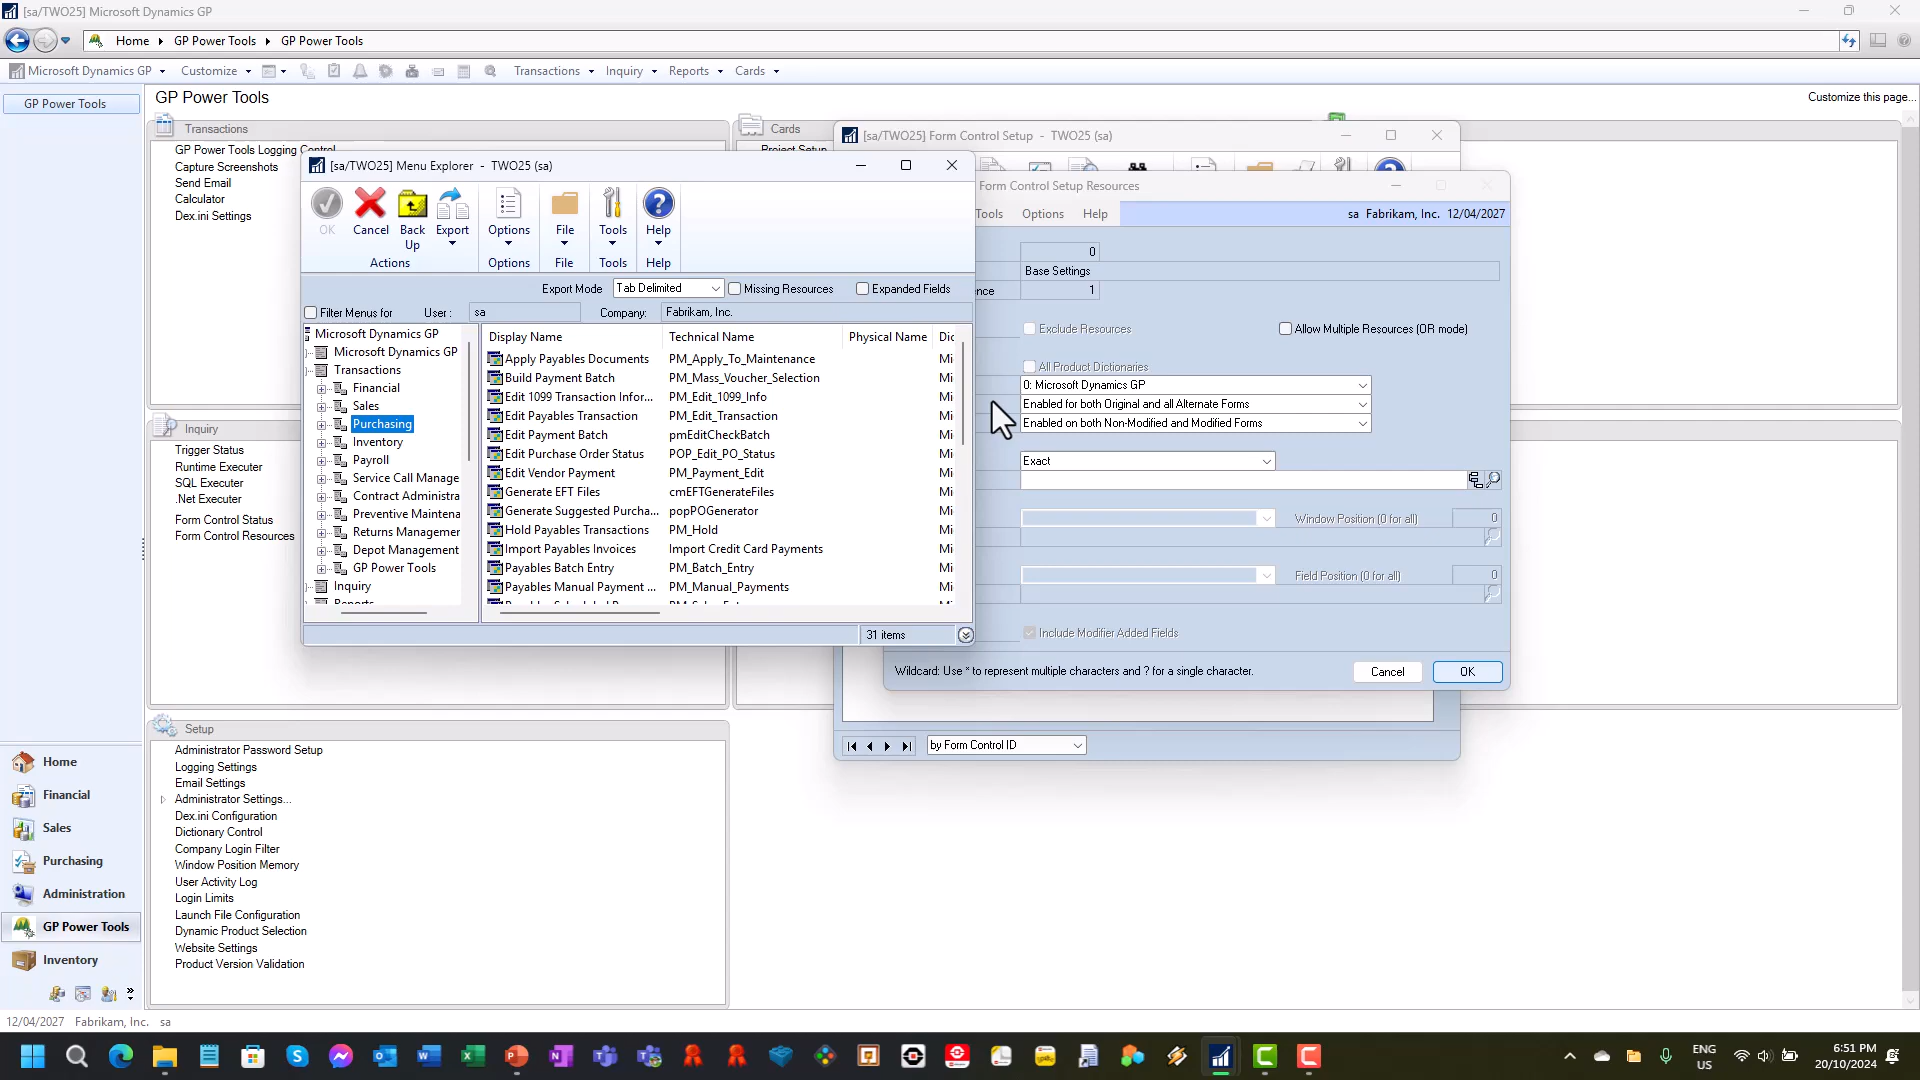 [sa/TWO25] Microsoft Dynamics GP
Home
GP Power Tools
GP Power Tools
Microsoft Dynamics GP
Customize
Transactions
Inquiry
Reports
Cards
GP Power Tools
GP Power Tools
Customize this page...
Transactions
GP Power Tools Logging Control
Capture Screenshots
Send Email
Calculator
Dex.ini Settings
Cards
Project Setup
Inquiry
Trigger Status
Runtime Executer
SQL Executer
.Net Executer
Form Control Status
Form Control Resources
Setup
Administrator Password Setup
Logging Settings
Email Settings
Administrator Settings...
Dex.ini Configuration
Dictionary Control
Company Login Filter
Window Position Memory
User Activity Log
Login Limits
Launch File Configuration
Dynamic Product Selection
Website Settings
Product Version Validation
[sa/TWO25] Menu Explorer - TWO25 (sa)
OK
Cancel
Back Up
Export
Options
File
Tools
Help
Actions
Options
File
Tools
Help
Export Mode
Tab Delimited
Missing Resources
Expanded Fields
Filter Menus for
User :
sa
Company:
Fabrikam, Inc.
Microsoft Dynamics GP
Microsoft Dynamics GP
Transactions
Financial
Sales
Purchasing
Inventory
Payroll
Service Call Manage
Contract Administra
Preventive Maintena
Returns Managemer
Depot Management
GP Power Tools
Inquiry
Reports
Display Name
Technical Name
Physical Name
Dic
Apply Payables Documents PM_Apply_To_Maintenance Mi
Build Payment Batch PM_Mass_Voucher_Selection Mi
Edit 1099 Transaction Infor... PM_Edit_1099_Info Mi
Edit Payables Transaction PM_Edit_Transaction Mi
Edit Payment Batch pmEditCheckBatch Mi
Edit Purchase Order Status POP_Edit_PO_Status Mi
Edit Vendor Payment PM_Payment_Edit Mi
Generate EFT Files cmEFTGenerateFiles Mi
Generate Suggested Purcha... popPOGenerator Mi
Hold Payables Transactions PM_Hold Mi
Import Payables Invoices Import Credit Card Payments Mi
Payables Batch Entry PM_Batch_Entry Mi
Payables Manual Payment ... PM_Manual_Payments Mi
31 items
[sa/TWO25] Form Control Setup - TWO25 (sa)
Form Control Setup Resources
Tools
Options
Help
sa Fabrikam, Inc. 12/04/2027
0
Base Settings
nce
1
Exclude Resources
Allow Multiple Resources (OR mode)
All Product Dictionaries
0: Microsoft Dynamics GP
Enabled for both Original and all Alternate Forms
Enabled on both Non-Modified and Modified Forms
Exact
Window Position (0 for all)
0
Field Position (0 for all)
0
Include Modifier Added Fields
Wildcard: Use * to represent multiple characters and ? for a single character.
Cancel
OK
by Form Control ID
Home
Financial
Sales
Purchasing
Administration
GP Power Tools
Inventory
12/04/2027 Fabrikam, Inc. sa
ENG
US
6:51 PM
20/10/2024